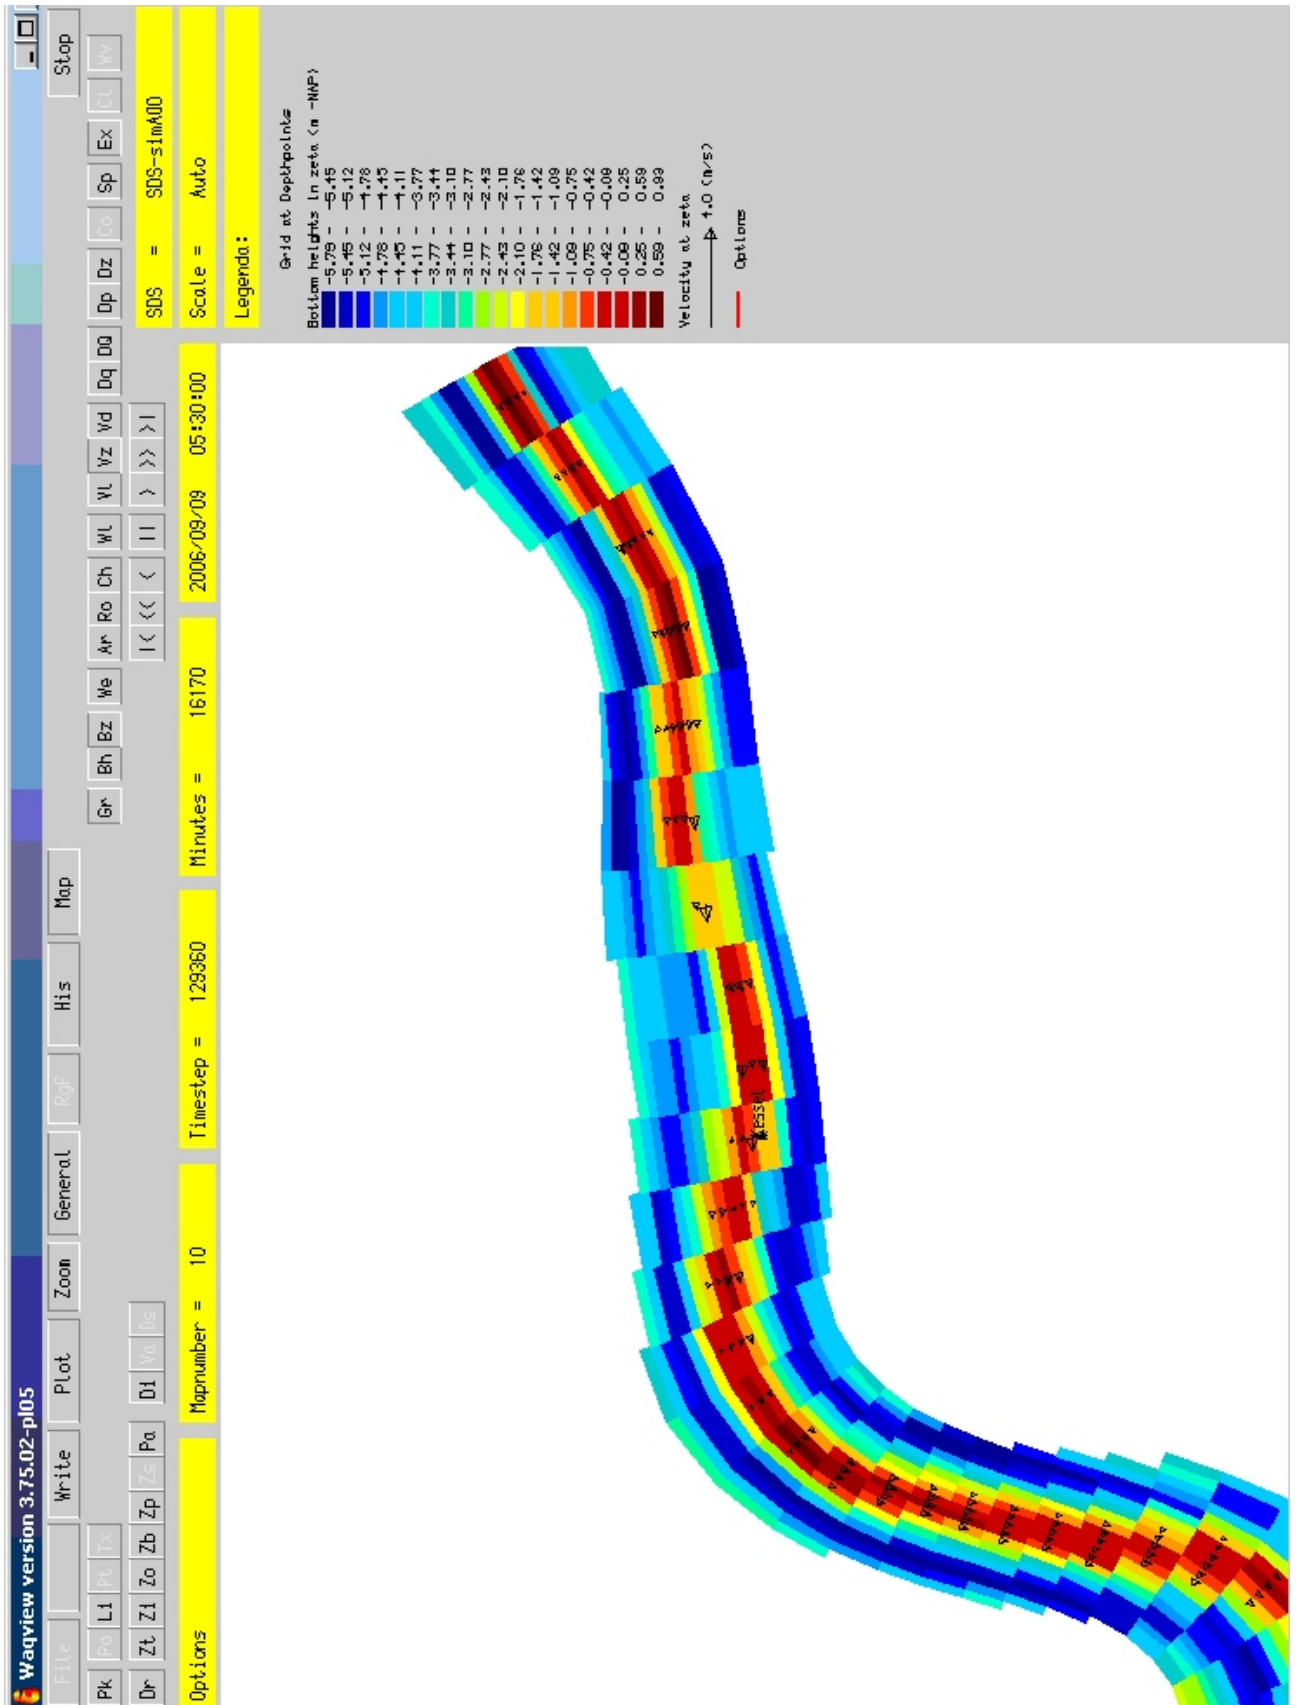 Waqview version 3.75.02-pl05
File Write Plot Zoom General Rgf His Map Stop
Pk Po Li Pt Tx Gr Bh Bz We Ar Ro Ch Wl Vl Vz Vd Dq DQ Dp Dz Co Sp Ex Cl Wv
Dr Zt Zi Zo Zb Zp Zs Pa Di Va Ds |< << < || > >> >|
SDS = SDS-simA00
Options Mapnumber = 10 Timestep = 129360 Minutes = 16170 2006/09/09 05:30:00 Scale = Auto
Legenda:
Grid at Depthpoints
Bottom heights in zeta (m -NAP)
-5.79 - -5.45
-5.45 - -5.12
-5.12 - -4.78
-4.78 - -4.45
-4.45 - -4.11
-4.11 - -3.77
-3.77 - -3.44
-3.44 - -3.10
-3.10 - -2.77
-2.77 - -2.43
-2.43 - -2.10
-2.10 - -1.76
-1.76 - -1.42
-1.42 - -1.09
-1.09 - -0.75
-0.75 - -0.42
-0.42 - -0.09
-0.09 - 0.25
0.25 - 0.59
0.59 - 0.93
Velocity at zeta
4.0 (m/s)
Options
Kessel